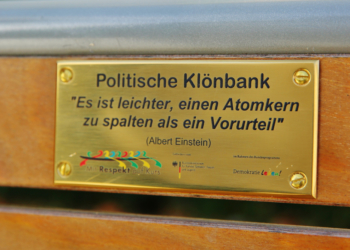 Politische Klönbank
"Es ist leichter, einen Atomkern
zu spalten als ein Vorurteil"
(Albert Einstein)
Respekt
Demokratie